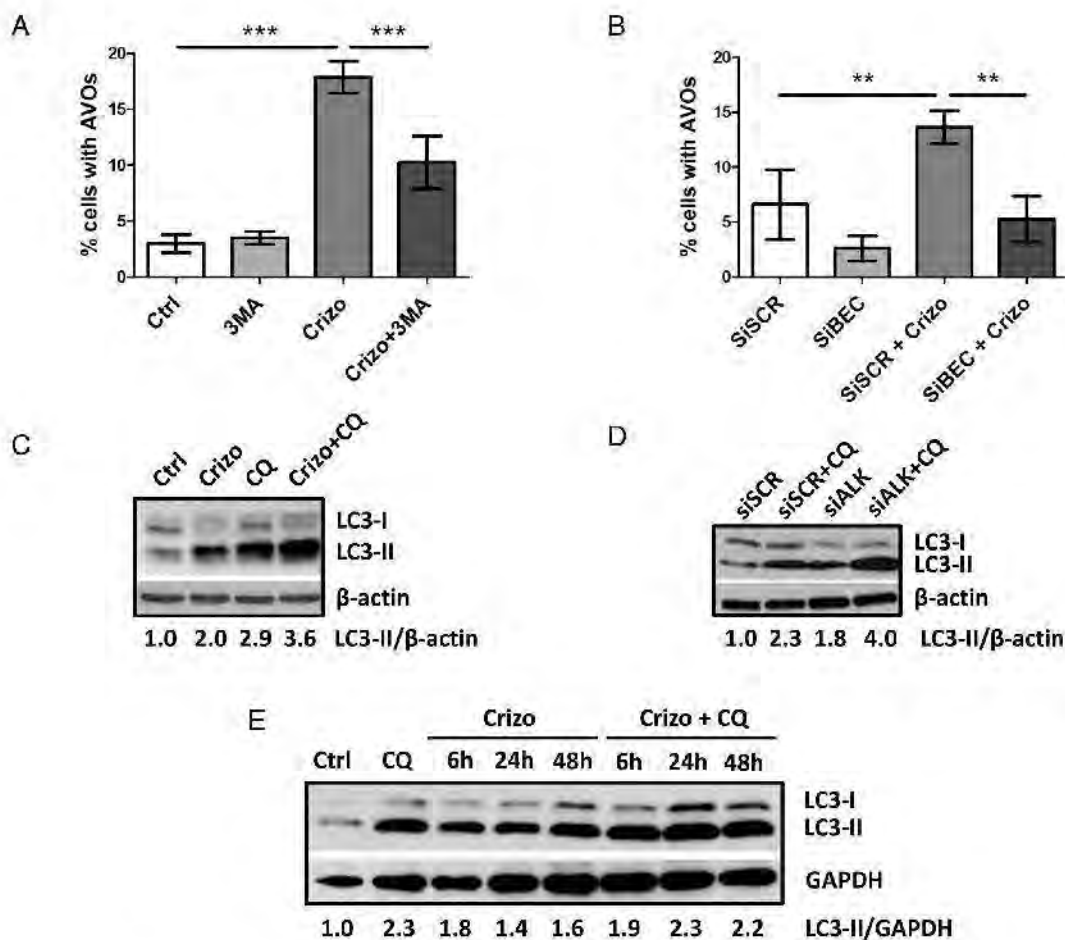 A
*** ***
% cells with AVOs
20
15
10
5
0
Ctrl
3MA
Crizo
Crizo+3MA
B
** **
% cells with AVOs
20
15
10
5
0
SiSCR
SiBEC
SiSCR + Crizo
SiBEC + Crizo
C
Ctrl Crizo CQ Crizo+CQ
LC3-I
LC3-II
β-actin
1.0 2.0 2.9 3.6 LC3-II/β-actin
D
siSCR siSCR+CQ siALK siALK+CQ
LC3-I
LC3-II
β-actin
1.0 2.3 1.8 4.0 LC3-II/β-actin
E
Crizo Crizo + CQ
Ctrl CQ 6h 24h 48h 6h 24h 48h
LC3-I
LC3-II
GAPDH
1.0 2.3 1.8 1.4 1.6 1.9 2.3 2.2 LC3-II/GAPDH